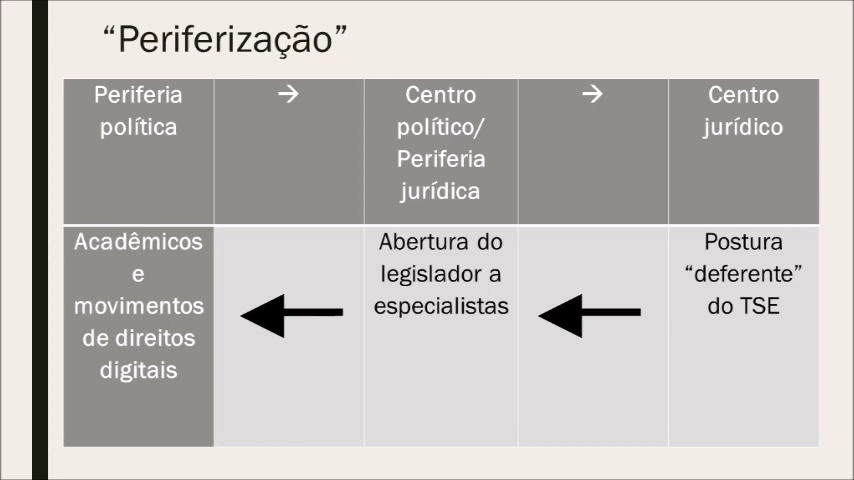 “Periferização”
Periferia
política
→
Centro
político/
Periferia
jurídica
→
Centro
jurídico
Acadêmicos
e
movimentos
de direitos
digitais
Abertura do
legislador a
especialistas
Postura
“deferente”
do TSE